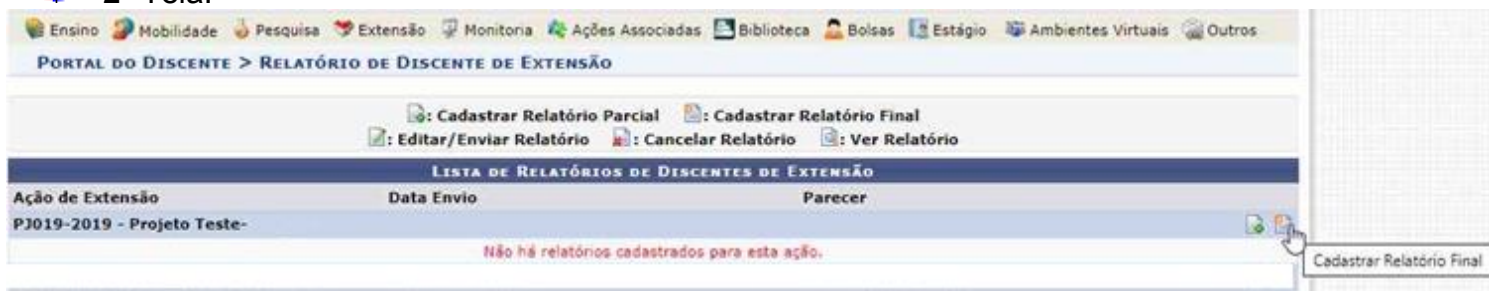 2ª Tela:
Ensino Mobilidade Pesquisa Extensão Monitoria Ações Associadas Biblioteca Bolsas Estágio Ambientes Virtuais Outros
PORTAL DO DISCENTE > RELATÓRIO DE DISCENTE DE EXTENSÃO
: Cadastrar Relatório Parcial : Cadastrar Relatório Final
: Editar/Enviar Relatório : Cancelar Relatório : Ver Relatório
LISTA DE RELATÓRIOS DE DISCENTES DE EXTENSÃO
Ação de Extensão Data Envio Parecer
PJ019-2019 - Projeto Teste-
Não há relatórios cadastrados para esta ação.
Cadastrar Relatório Final